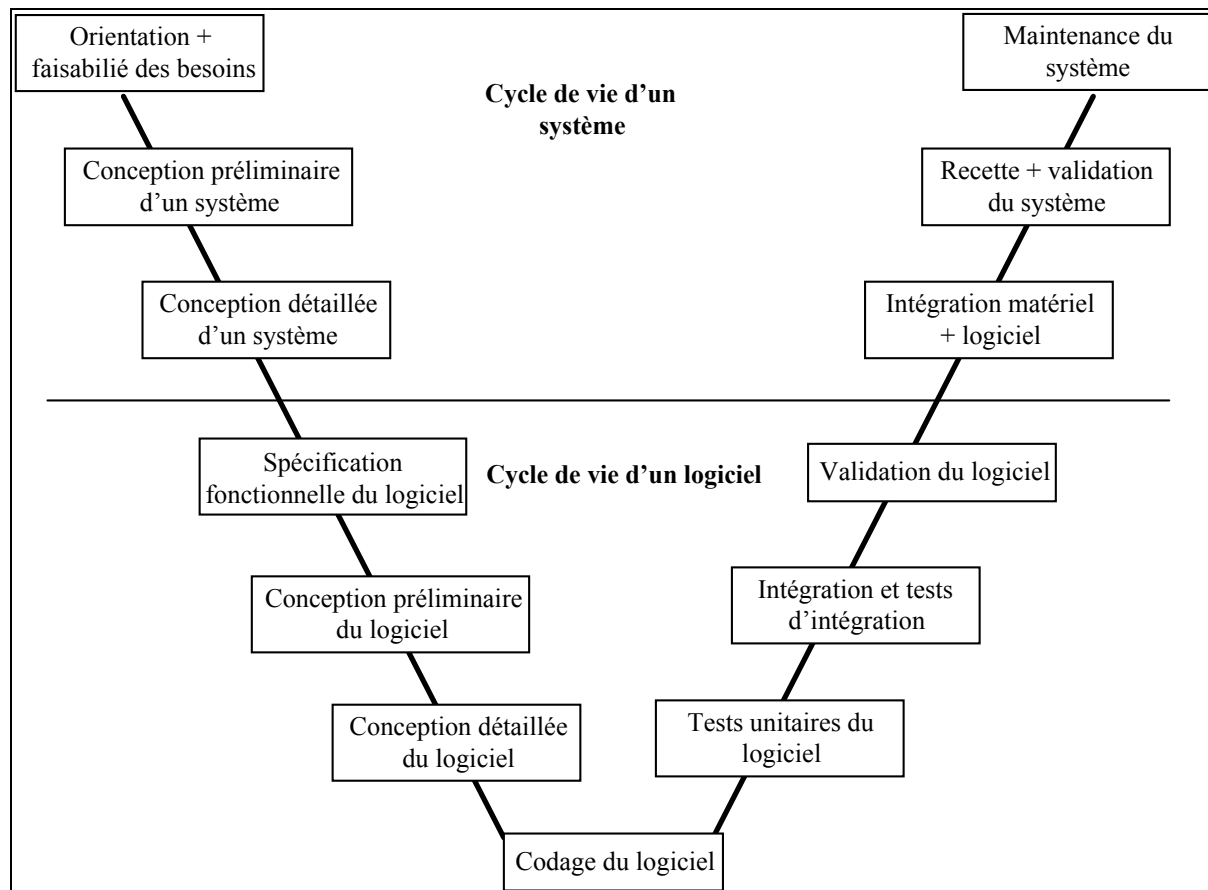 Orientation +
faisabilié des besoins
Maintenance du
système
Cycle de vie d’un
système
Conception préliminaire
d’un système
Recette + validation
du système
Conception détaillée
d’un système
Intégration matériel
+ logiciel
Spécification
fonctionnelle du logiciel
Cycle de vie d’un logiciel
Validation du logiciel
Conception préliminaire
du logiciel
Intégration et tests
d’intégration
Conception détaillée
du logiciel
Tests unitaires du
logiciel
Codage du logiciel